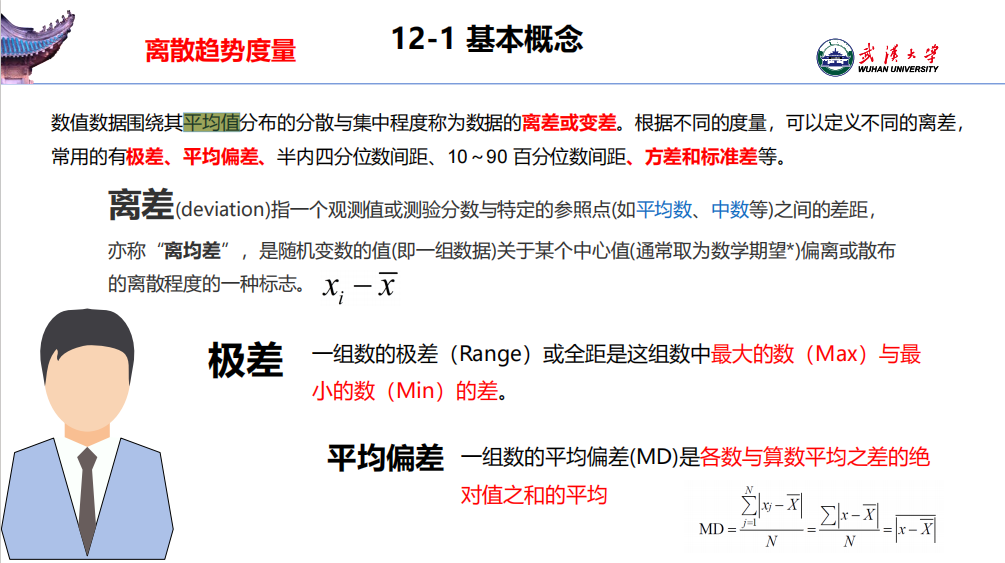 离散趋势度量
12-1 基本概念
武汉大学
WUHAN UNIVERSITY
数值数据围绕其平均值分布的分散与集中程度称为数据的离差或变差。根据不同的度量，可以定义不同的离差，
常用的有极差、平均偏差、半内四分位数间距、10～90 百分位数间距、方差和标准差等。
离差(deviation)指一个观测值或测验分数与特定的参照点(如平均数、中数等)之间的差距，
亦称“离均差”，是随机变数的值(即一组数据)关于某个中心值(通常取为数学期望*)偏离或散布
的离散程度的一种标志。 xᵢ − x̅
极差 一组数的极差（Range）或全距是这组数中最大的数（Max）与最
小的数（Min）的差。
平均偏差 一组数的平均偏差(MD)是各数与算数平均之差的绝
对值之和的平均
MD = \frac{\sum_{j=1}^{N}|xj − \overline{X}|}{N} = \frac{\sum|x − \overline{X}|}{N} = \overline{|x − \overline{X}|}